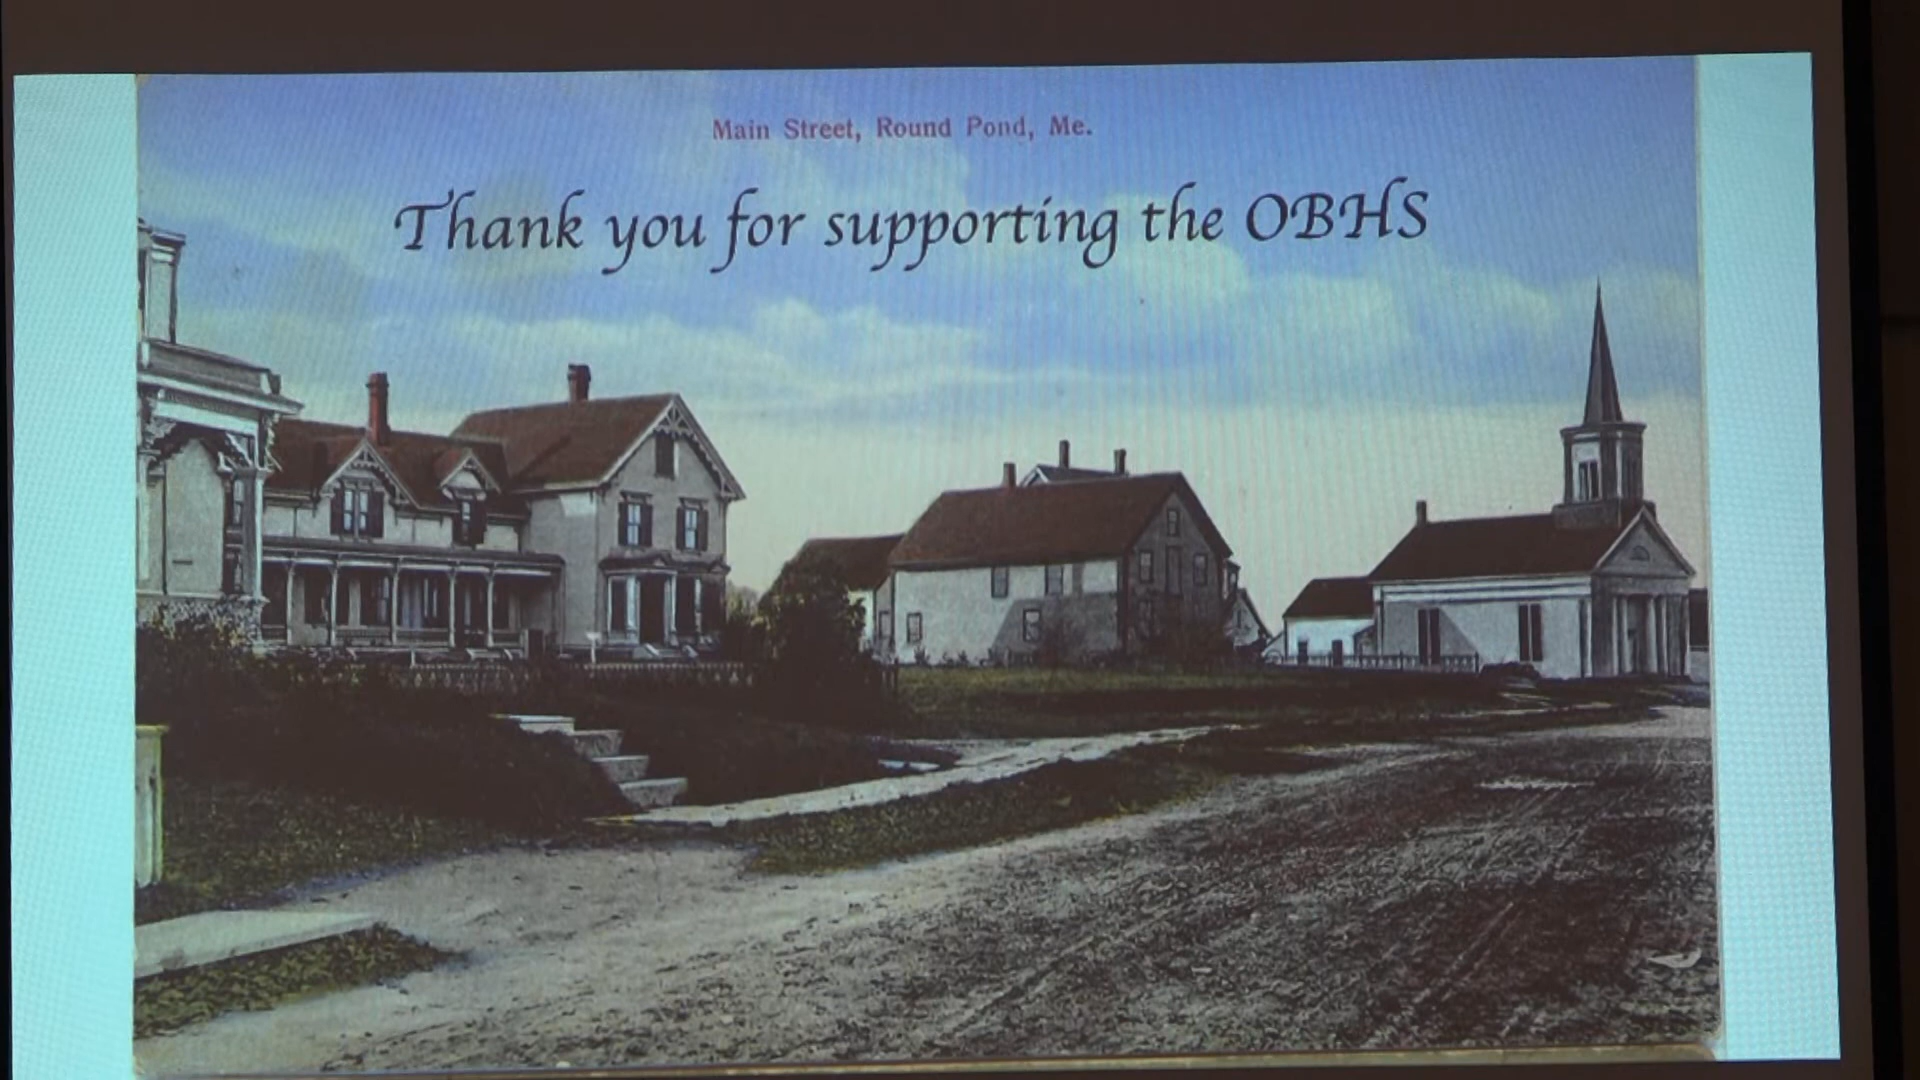 Main Street, Round Pond, Me.
Thank you for supporting the OBHS